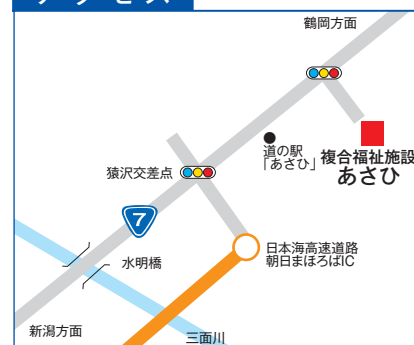 アクセス
鶴岡方面
道の駅
「あさひ」
複合福祉施設
あさひ
猿沢交差点
7
水明橋
日本海高速道路
朝日まほろばIC
新潟方面
三面川